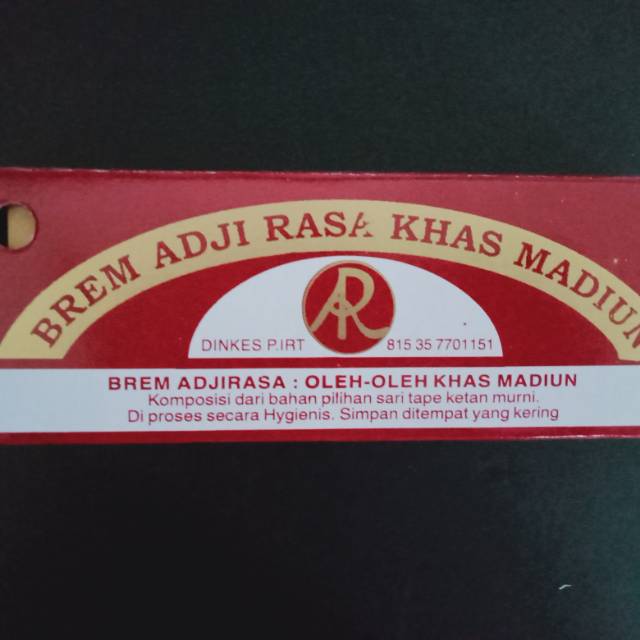 BREM ADJI RASA KHAS MADIUN
AR
DINKES P.IRT 815 35 7701151
BREM ADJIRASA : OLEH-OLEH KHAS MADIUN
Komposisi dari bahan pilihan sari tape ketan murni.
Di proses secara Hygienis. Simpan ditempat yang kering